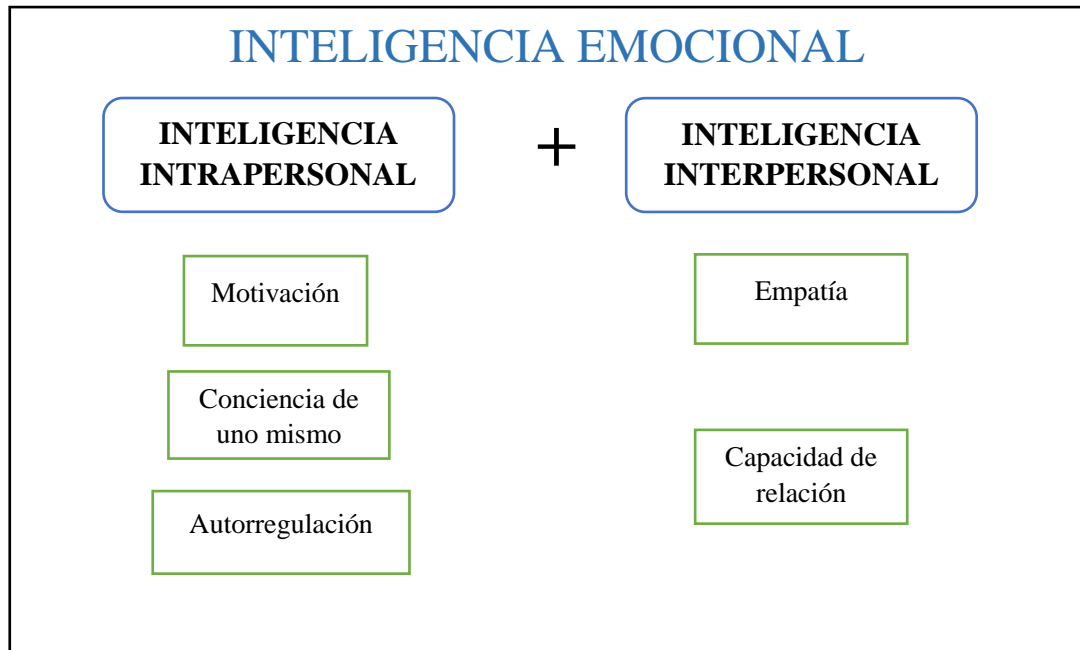 INTELIGENCIA EMOCIONAL
INTELIGENCIA
INTRAPERSONAL
+
INTELIGENCIA
INTERPERSONAL
Motivación
Conciencia de
uno mismo
Autorregulación
Empatía
Capacidad de
relación